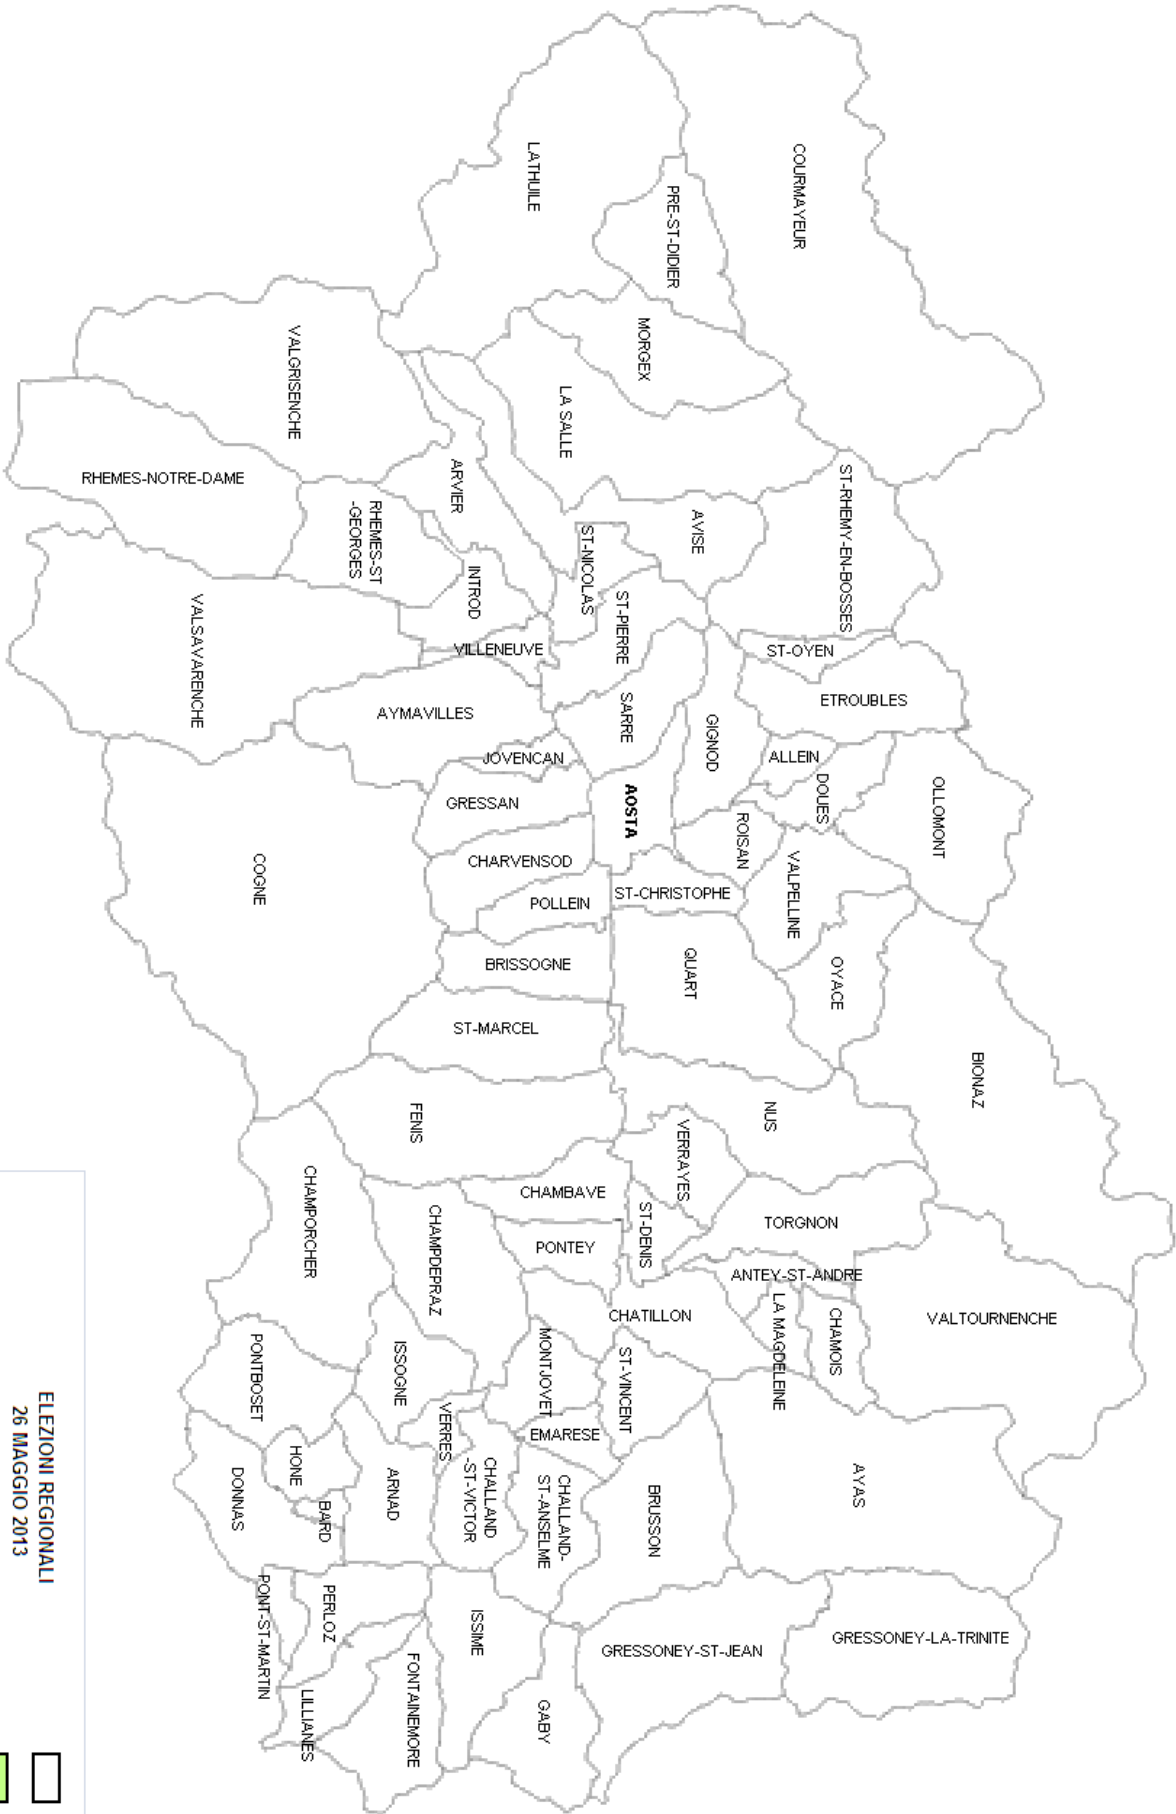 COURMAYEUR
LATHUILE
PRE-ST-DIDIER
MORGEX
LA SALLE
VALGRISENCHE
ARVIER
RHEMES-NOTRE-DAME
RHEMES-ST
-GEORGES
AVISE
ST-RHEMY-EN-BOSSES
ST-NICOLAS
INTROD
ST-PIERRE
VALSAVARENCHE
VILLENEUVE
ST-OYEN
ETROUBLES
AYMAVILLES
SARRE
GIGNOD
ALLEIN
JOVENCAN
DOUES
OLLOMONT
GRESSAN
AOSTA
ROISAN
COGNE
CHARVENSOD
ST-CHRISTOPHE
VALPELLINE
POLLEIN
BRISSOGNE
QUART
OYACE
ST-MARCEL
BIONAZ
FENIS
NUS
VERRAYES
CHAMBAVE
ST-DENIS
TORGNON
CHAMPORCHER
CHAMPDEPRAZ
PONTEY
ANTEY-ST-ANDRE
CHATILLON
LA MAGDELEINE
CHAMOIS
VALTOURNENCHE
PONTBOSET
ISSOGNE
MONTJOVET
ST-VINCENT
VERRES
EMARESE
HONE
DONNAS
BARD
ARNAD
CHALLAND
-ST-VICTOR
CHALLAND-
ST-ANSELME
BRUSSON
AYAS
PONT-ST-MARTIN
PERLOZ
ISSIME
LILLIANES
FONTAINEMORE
GABY
GRESSONEY-ST-JEAN
GRESSONEY-LA-TRINITE
ELEZIONI REGIONALI
26 MAGGIO 2013